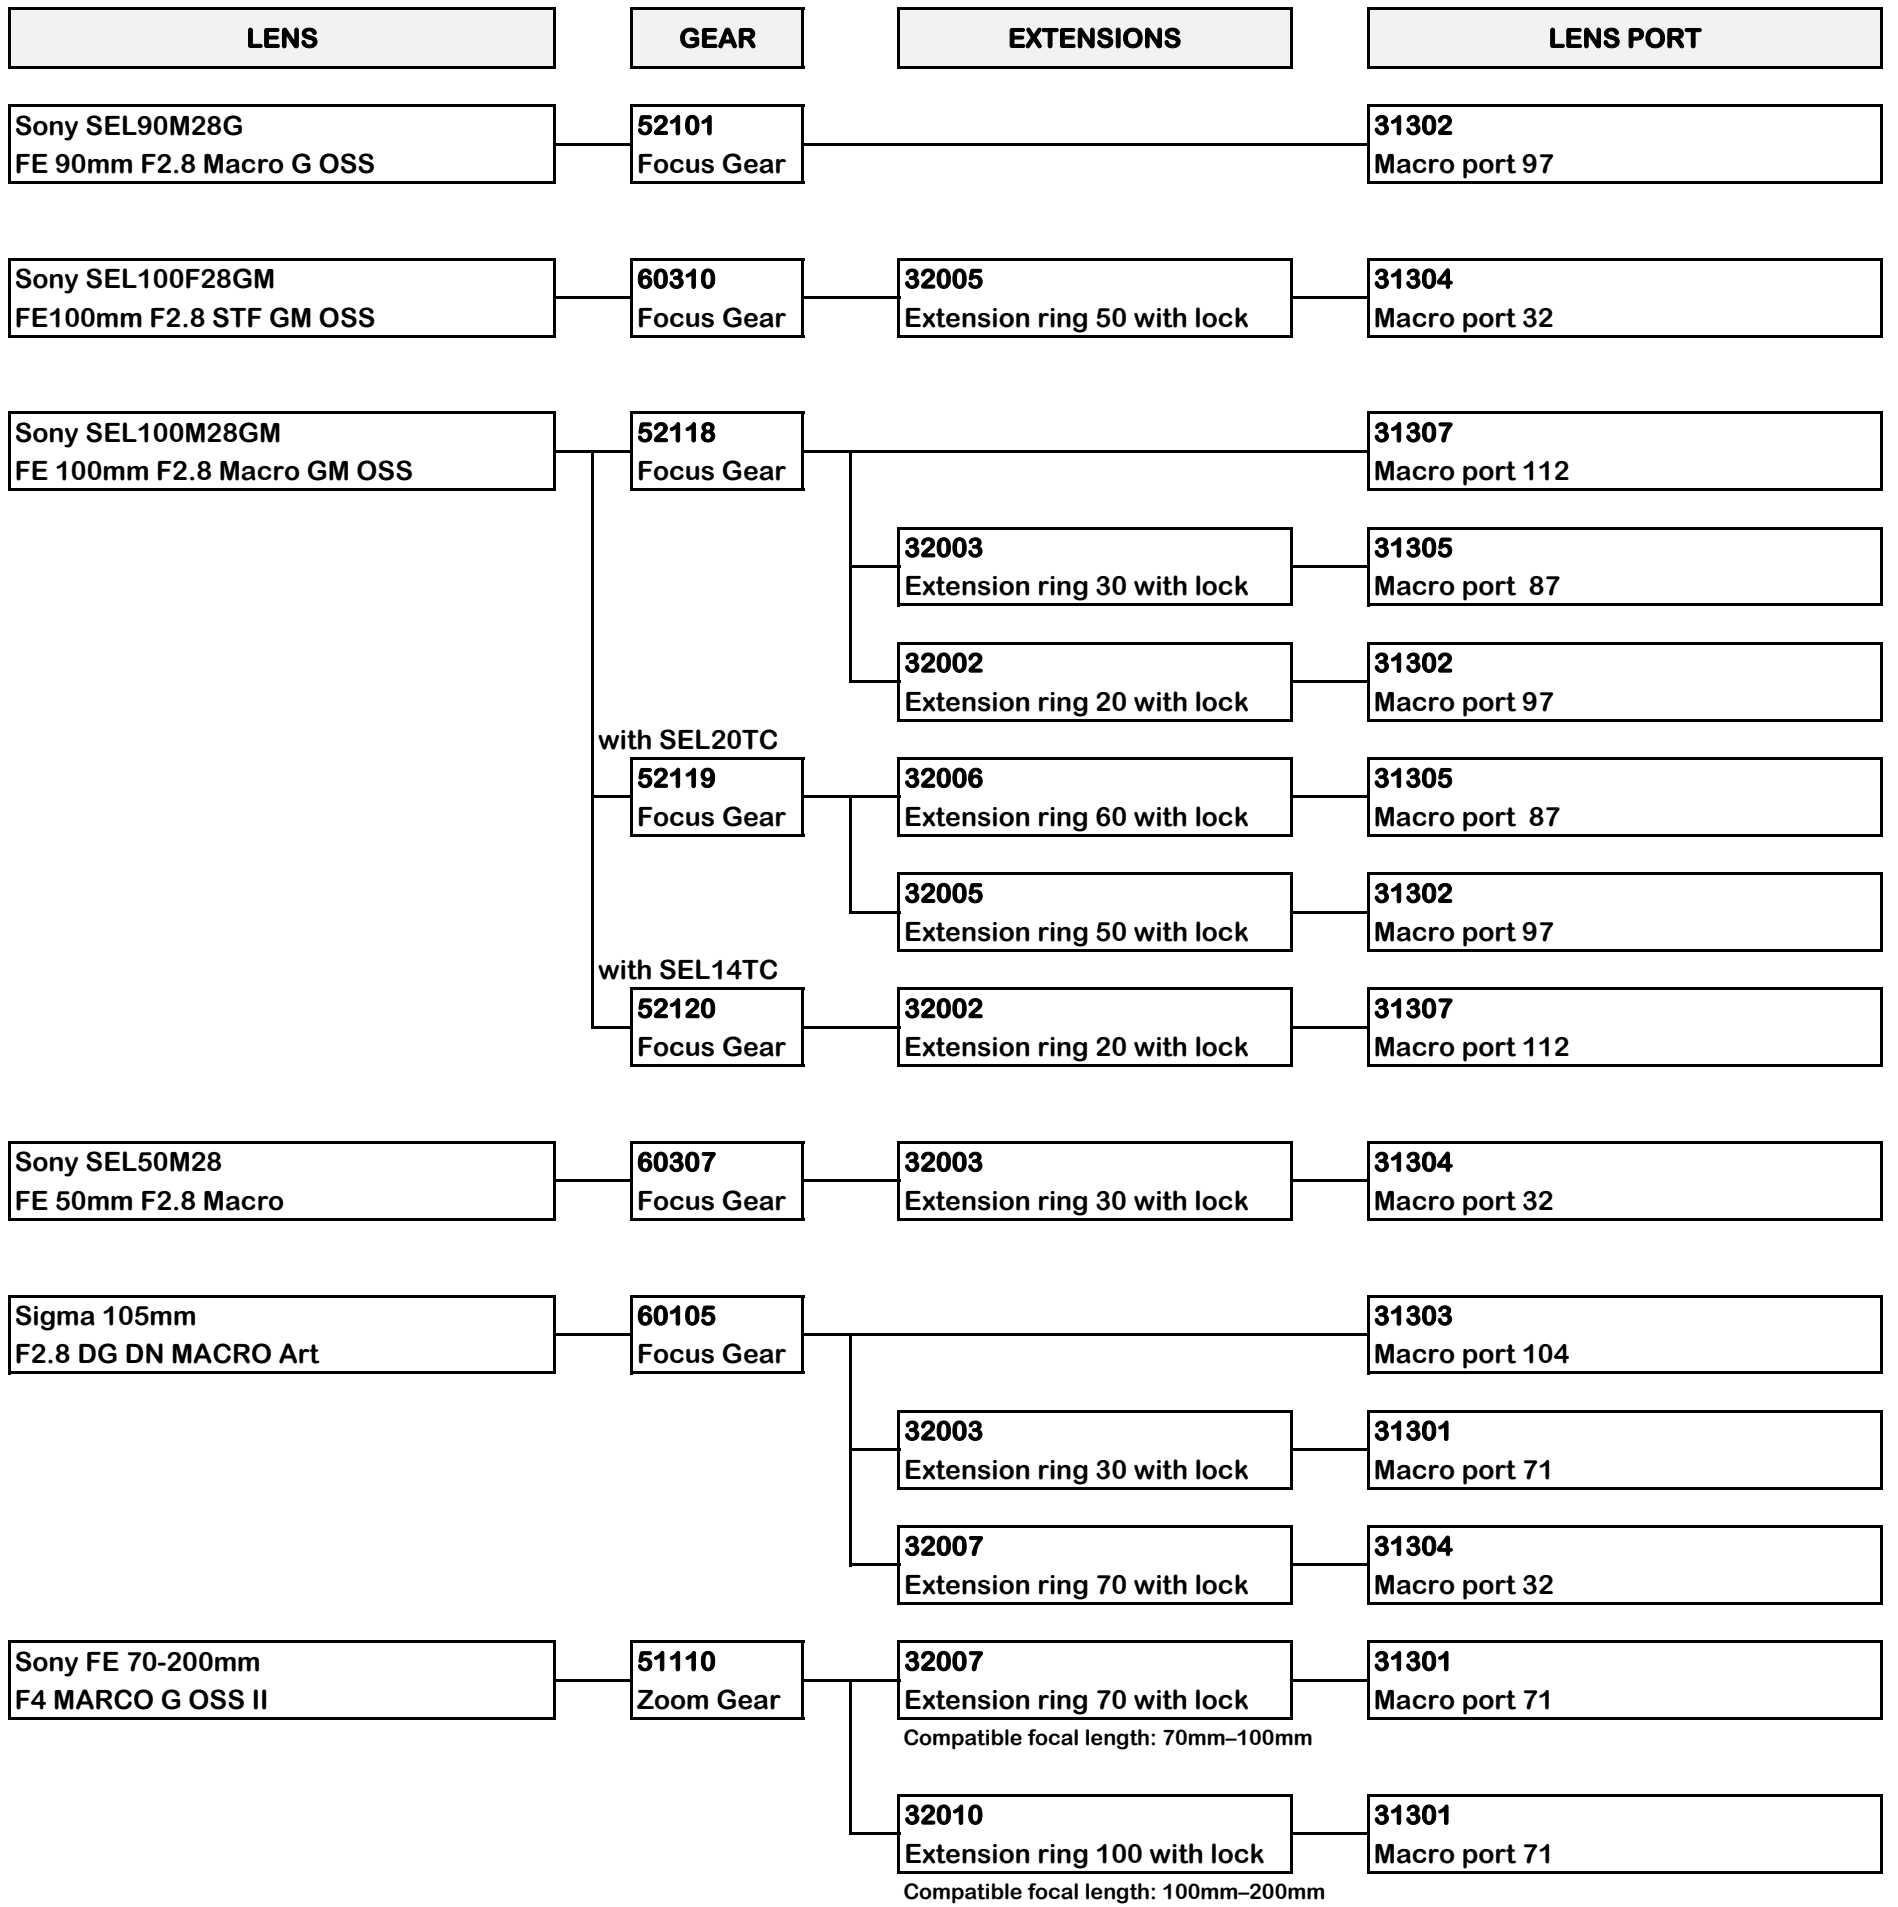 LENS GEAR EXTENSIONS LENS PORT
Sony SEL90M28G
FE 90mm F2.8 Macro G OSS
52101
Focus Gear
31302
Macro port 97
Sony SEL100F28GM
FE100mm F2.8 STF GM OSS
60310
Focus Gear
32005
Extension ring 50 with lock
31304
Macro port 32
Sony SEL100M28GM
FE 100mm F2.8 Macro GM OSS
52118
Focus Gear
31307
Macro port 112
32003
Extension ring 30 with lock
31305
Macro port  87
32002
Extension ring 20 with lock
31302
Macro port 97
with SEL20TC
52119
Focus Gear
32006
Extension ring 60 with lock
31305
Macro port  87
32005
Extension ring 50 with lock
31302
Macro port 97
with SEL14TC
52120
Focus Gear
32002
Extension ring 20 with lock
31307
Macro port 112
Sony SEL50M28
FE 50mm F2.8 Macro
60307
Focus Gear
32003
Extension ring 30 with lock
31304
Macro port 32
Sigma 105mm
F2.8 DG DN MACRO Art
60105
Focus Gear
31303
Macro port 104
32003
Extension ring 30 with lock
31301
Macro port 71
32007
Extension ring 70 with lock
31304
Macro port 32
Sony FE 70-200mm
F4 MARCO G OSS II
51110
Zoom Gear
32007
Extension ring 70 with lock
31301
Macro port 71
Compatible focal length: 70mm–100mm
32010
Extension ring 100 with lock
31301
Macro port 71
Compatible focal length: 100mm–200mm